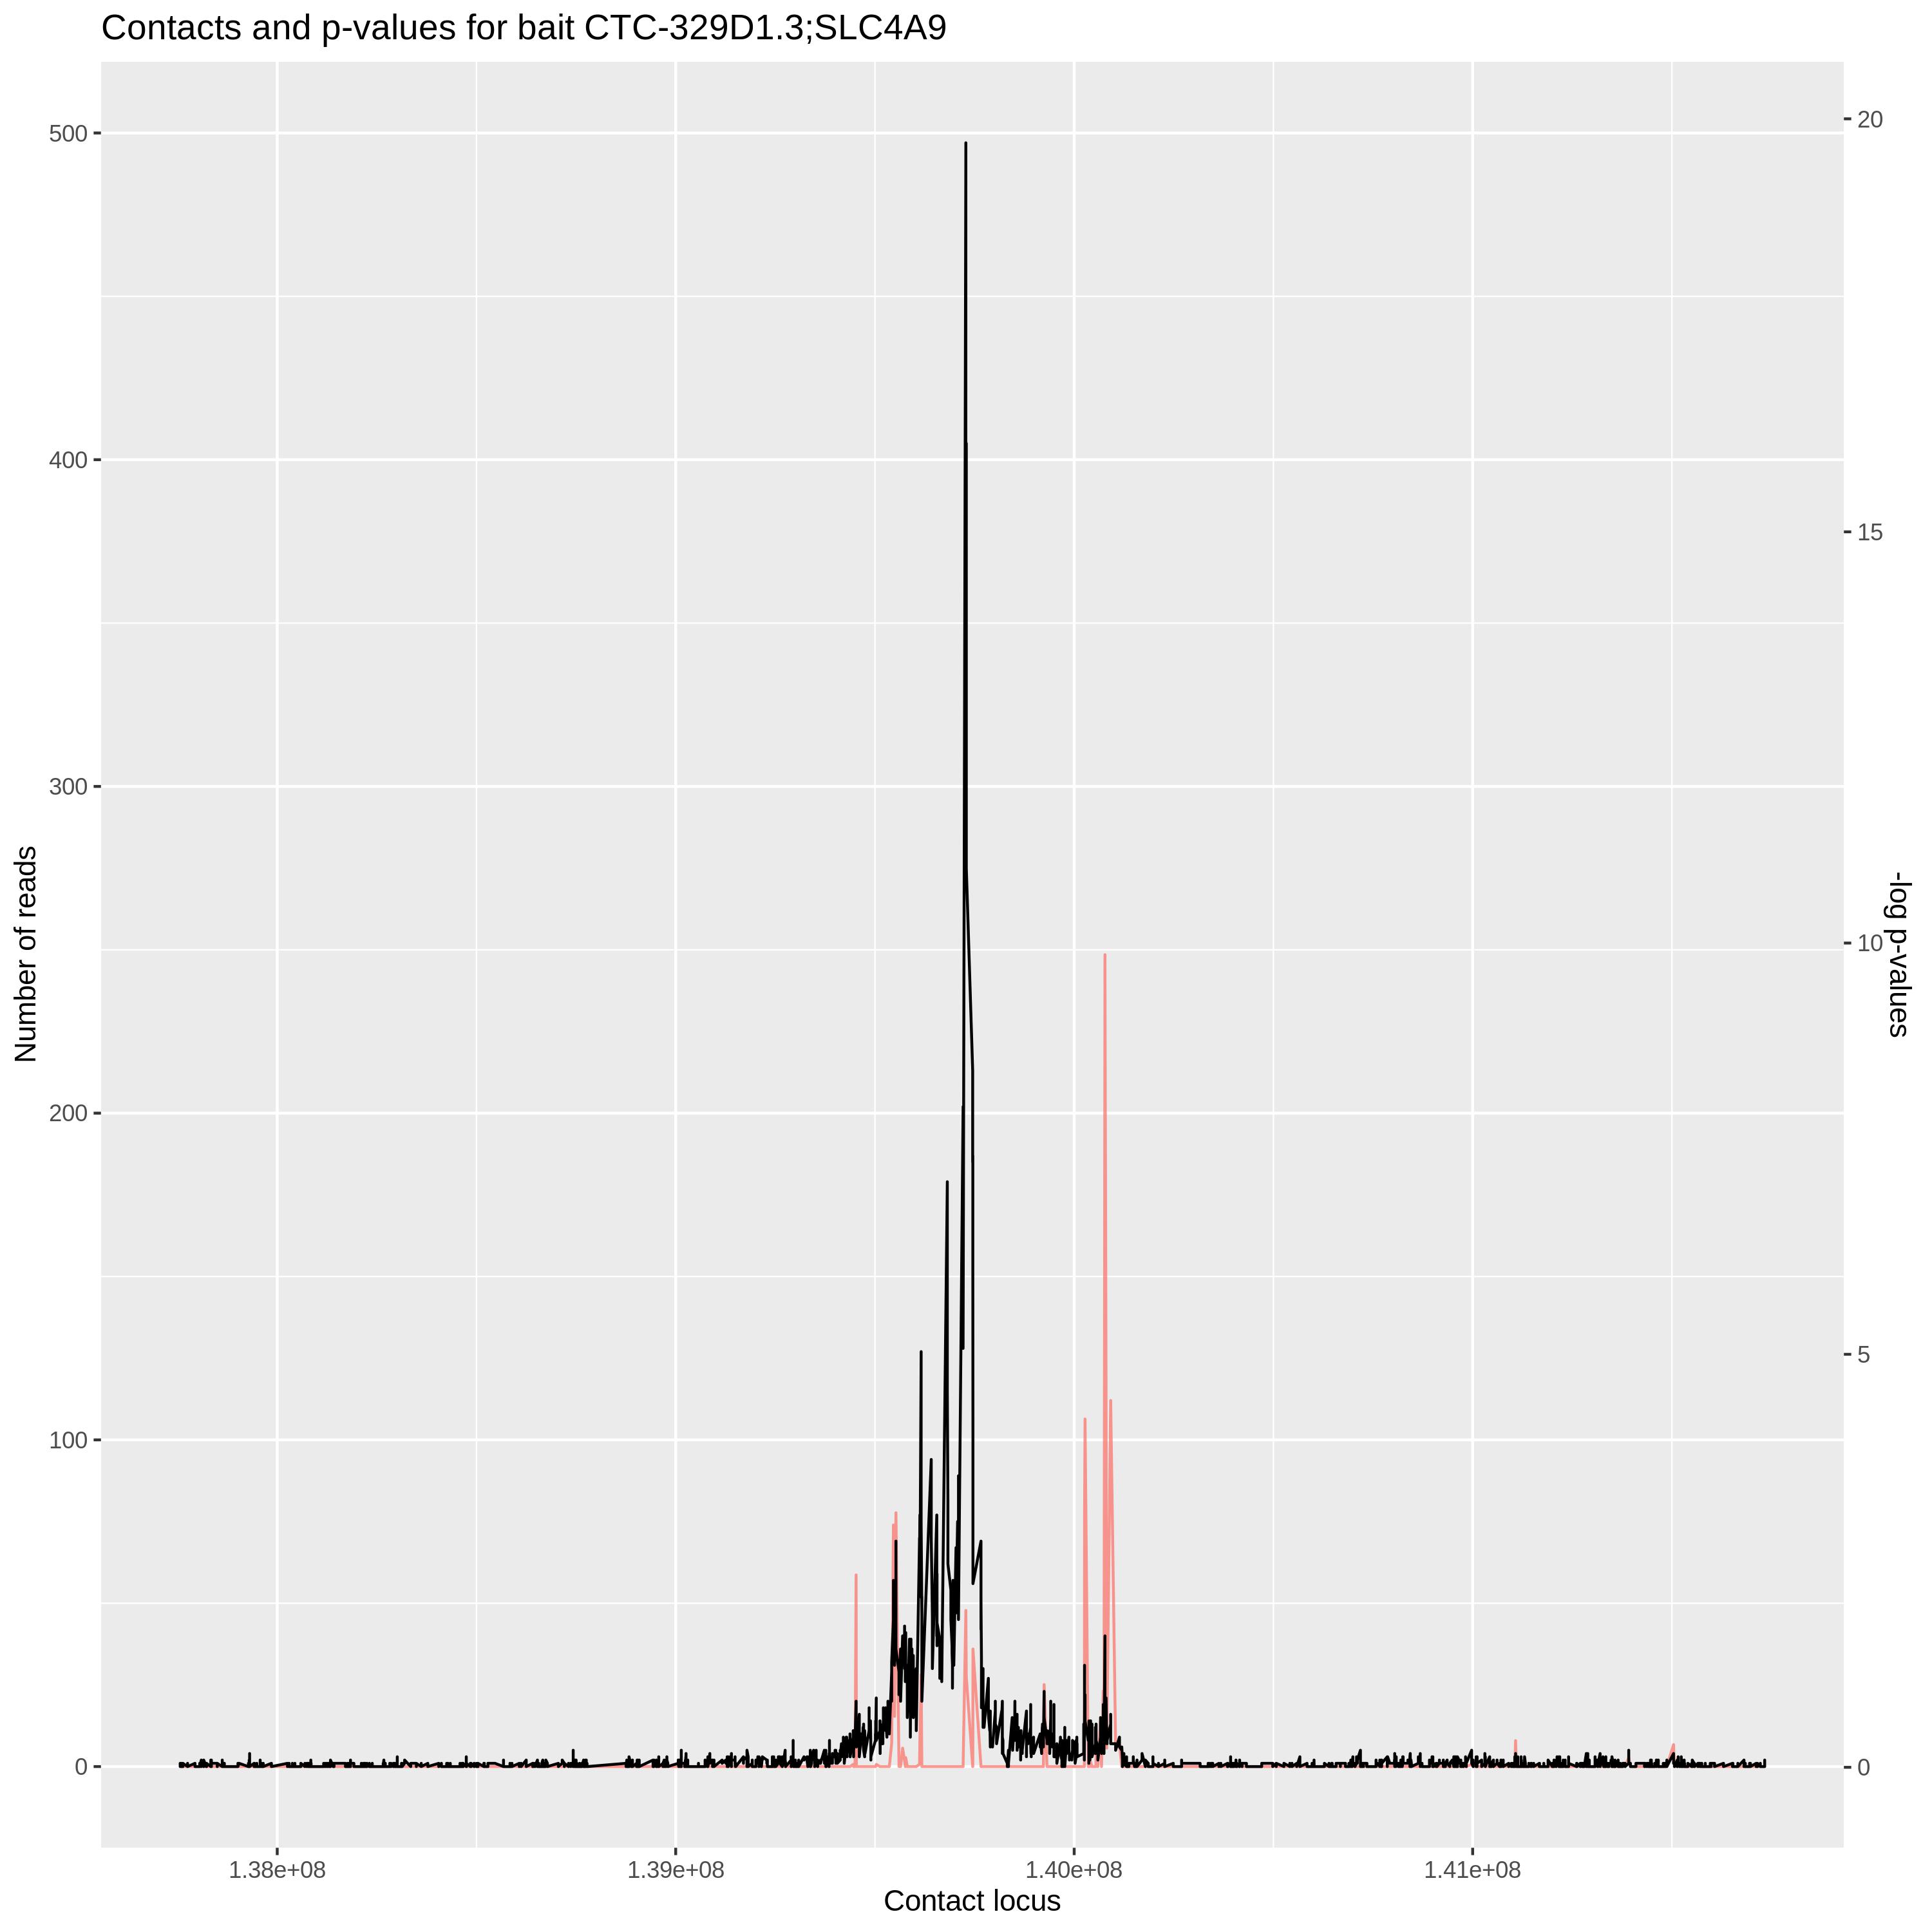 Contacts and p-values for bait CTC-329D1.3;SLC4A9
500
400
300
200
100
0
Number of reads
20
15
10
5
0
-log p-values
1.38e+08
1.39e+08
1.40e+08
1.41e+08
Contact locus